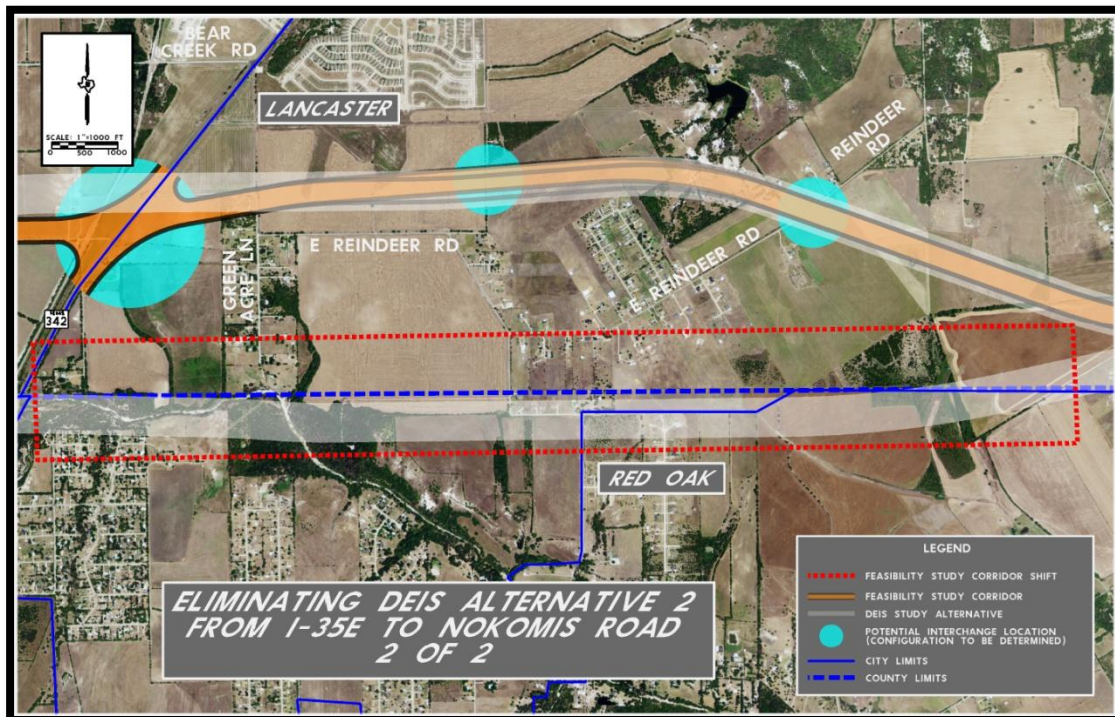 BEAR
CREEK RD
SCALE: 1"=1000 FT
0 500 1000
LANCASTER
REINDEER
RD
E REINDEER RD
GREEN
ACRE LN
E REINDEER RD
TEXAS
342
RED OAK
ELIMINATING DEIS ALTERNATIVE 2
FROM I-35E TO NOKOMIS ROAD
2 OF 2
LEGEND
FEASIBILITY STUDY CORRIDOR SHIFT
FEASIBILITY STUDY CORRIDOR
DEIS STUDY ALTERNATIVE
POTENTIAL INTERCHANGE LOCATION
(CONFIGURATION TO BE DETERMINED)
CITY LIMITS
COUNTY LIMITS